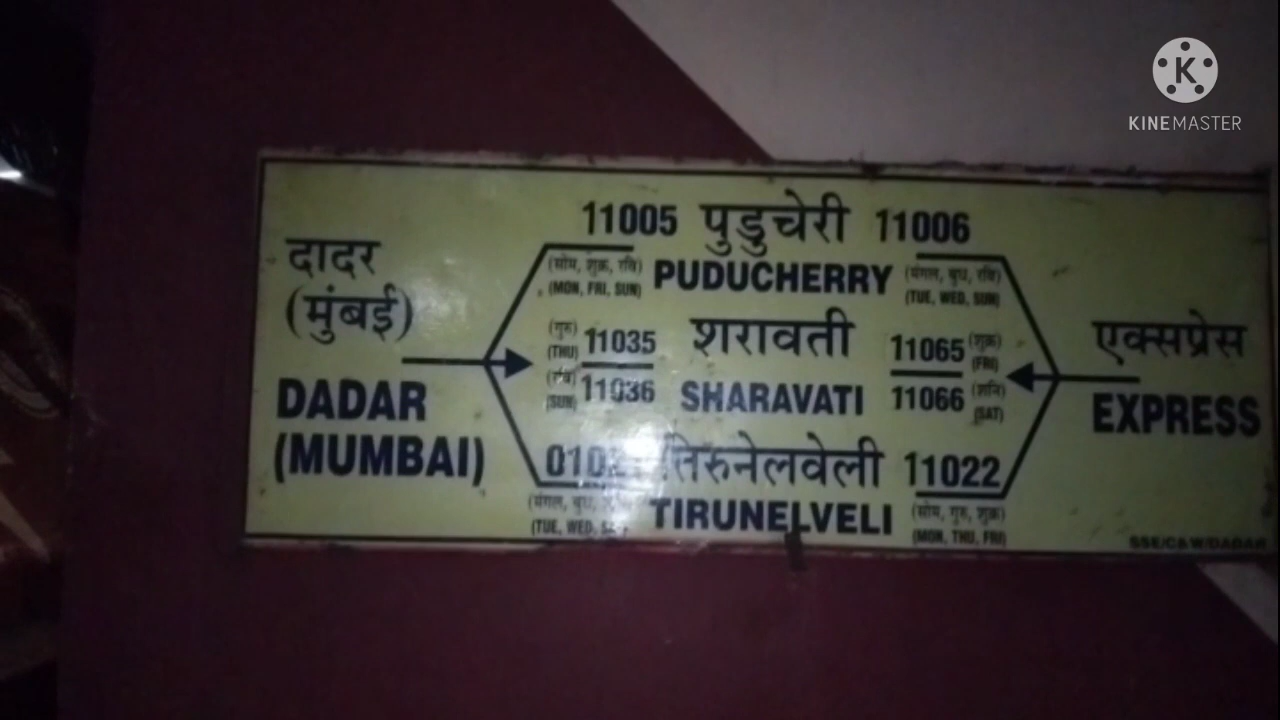 KINEMASTER
दादर
(मुंबई)
DADAR
(MUMBAI)
11005 पुडुचेरी 11006
(सोम, शुक्र, रवि) PUDUCHERRY (मंगल, बुध, रवि)
(MON, FRI, SUN) (TUE, WED, SUN)
(गुरु) 11035 शरावती 11065 (शुक्र)
(THU) (FRI)
(रवि) 11036 SHARAVATI 11066 (शनि)
(SUN) (SAT)
तिरुनेलवेली 11022
(मंगल, बुध, TIRUNELVELI (सोम, गुरु, शुक्र)
(TUE, WED, (MON, THU, FRI)
एक्सप्रेस
EXPRESS
SSE/C&W/DADAR